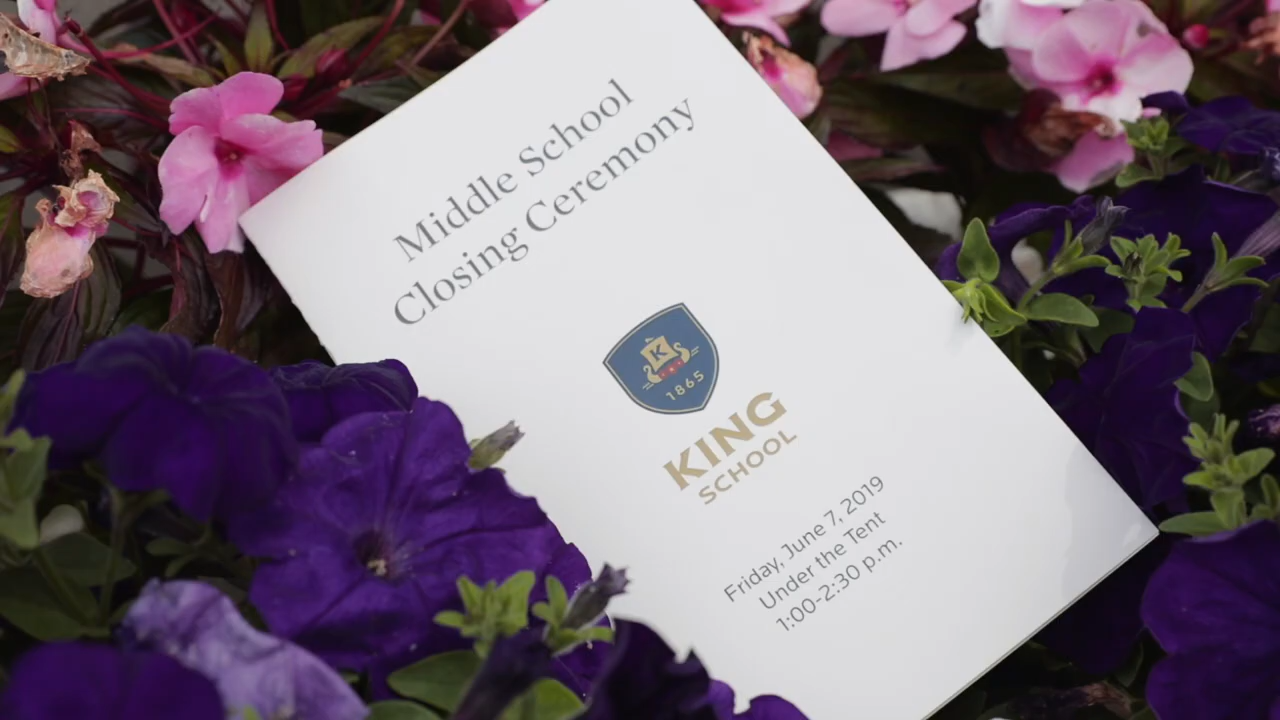 Middle School
Closing Ceremony
K
1865
KING
SCHOOL
Friday, June 7, 2019
Under the Tent
1:00-2:30 p.m.